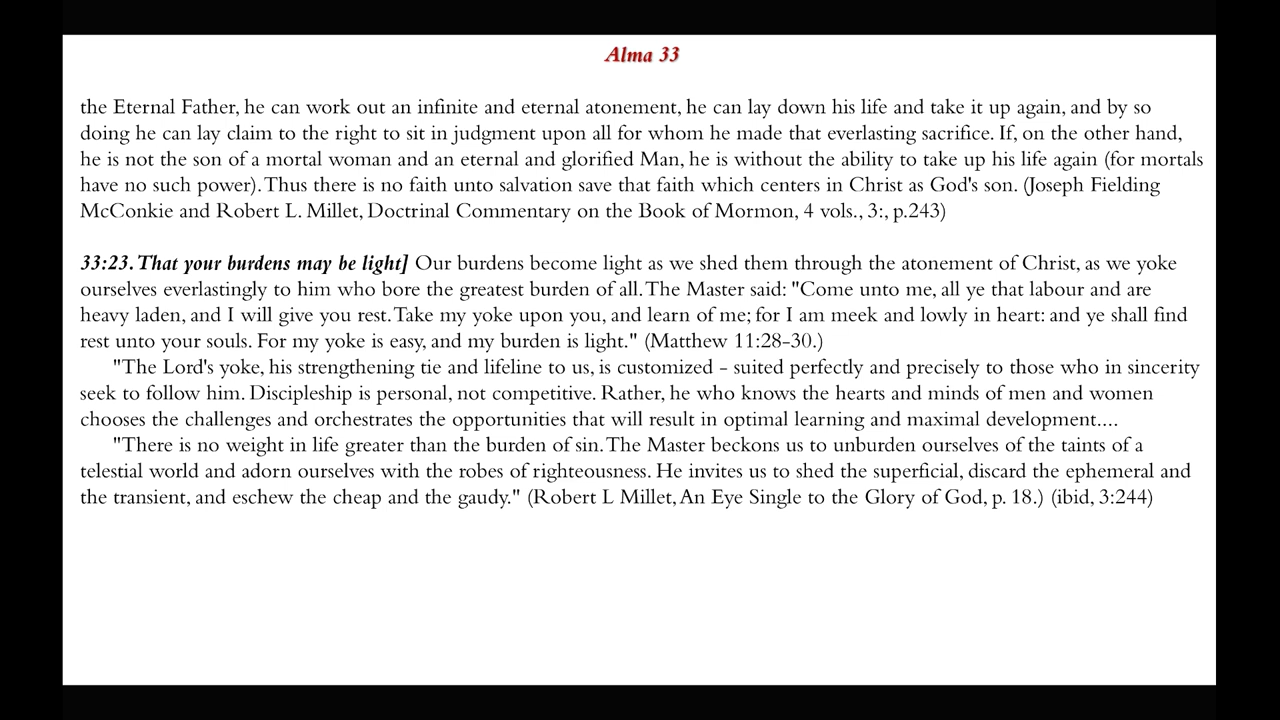 Alma 33
the Eternal Father, he can work out an infinite and eternal atonement, he can lay down his life and take it up again, and by so
doing he can lay claim to the right to sit in judgment upon all for whom he made that everlasting sacrifice. If, on the other hand,
he is not the son of a mortal woman and an eternal and glorified Man, he is without the ability to take up his life again (for mortals
have no such power). Thus there is no faith unto salvation save that faith which centers in Christ as God's son. (Joseph Fielding
McConkie and Robert L. Millet, Doctrinal Commentary on the Book of Mormon, 4 vols., 3:, p.243)
33:23. That your burdens may be light] Our burdens become light as we shed them through the atonement of Christ, as we yoke
ourselves everlastingly to him who bore the greatest burden of all. The Master said: "Come unto me, all ye that labour and are
heavy laden, and I will give you rest. Take my yoke upon you, and learn of me; for I am meek and lowly in heart: and ye shall find
rest unto your souls. For my yoke is easy, and my burden is light." (Matthew 11:28-30.)
"The Lord's yoke, his strengthening tie and lifeline to us, is customized - suited perfectly and precisely to those who in sincerity
seek to follow him. Discipleship is personal, not competitive. Rather, he who knows the hearts and minds of men and women
chooses the challenges and orchestrates the opportunities that will result in optimal learning and maximal development....
"There is no weight in life greater than the burden of sin. The Master beckons us to unburden ourselves of the taints of a
telestial world and adorn ourselves with the robes of righteousness. He invites us to shed the superficial, discard the ephemeral and
the transient, and eschew the cheap and the gaudy." (Robert L Millet, An Eye Single to the Glory of God, p. 18.) (ibid, 3:244)